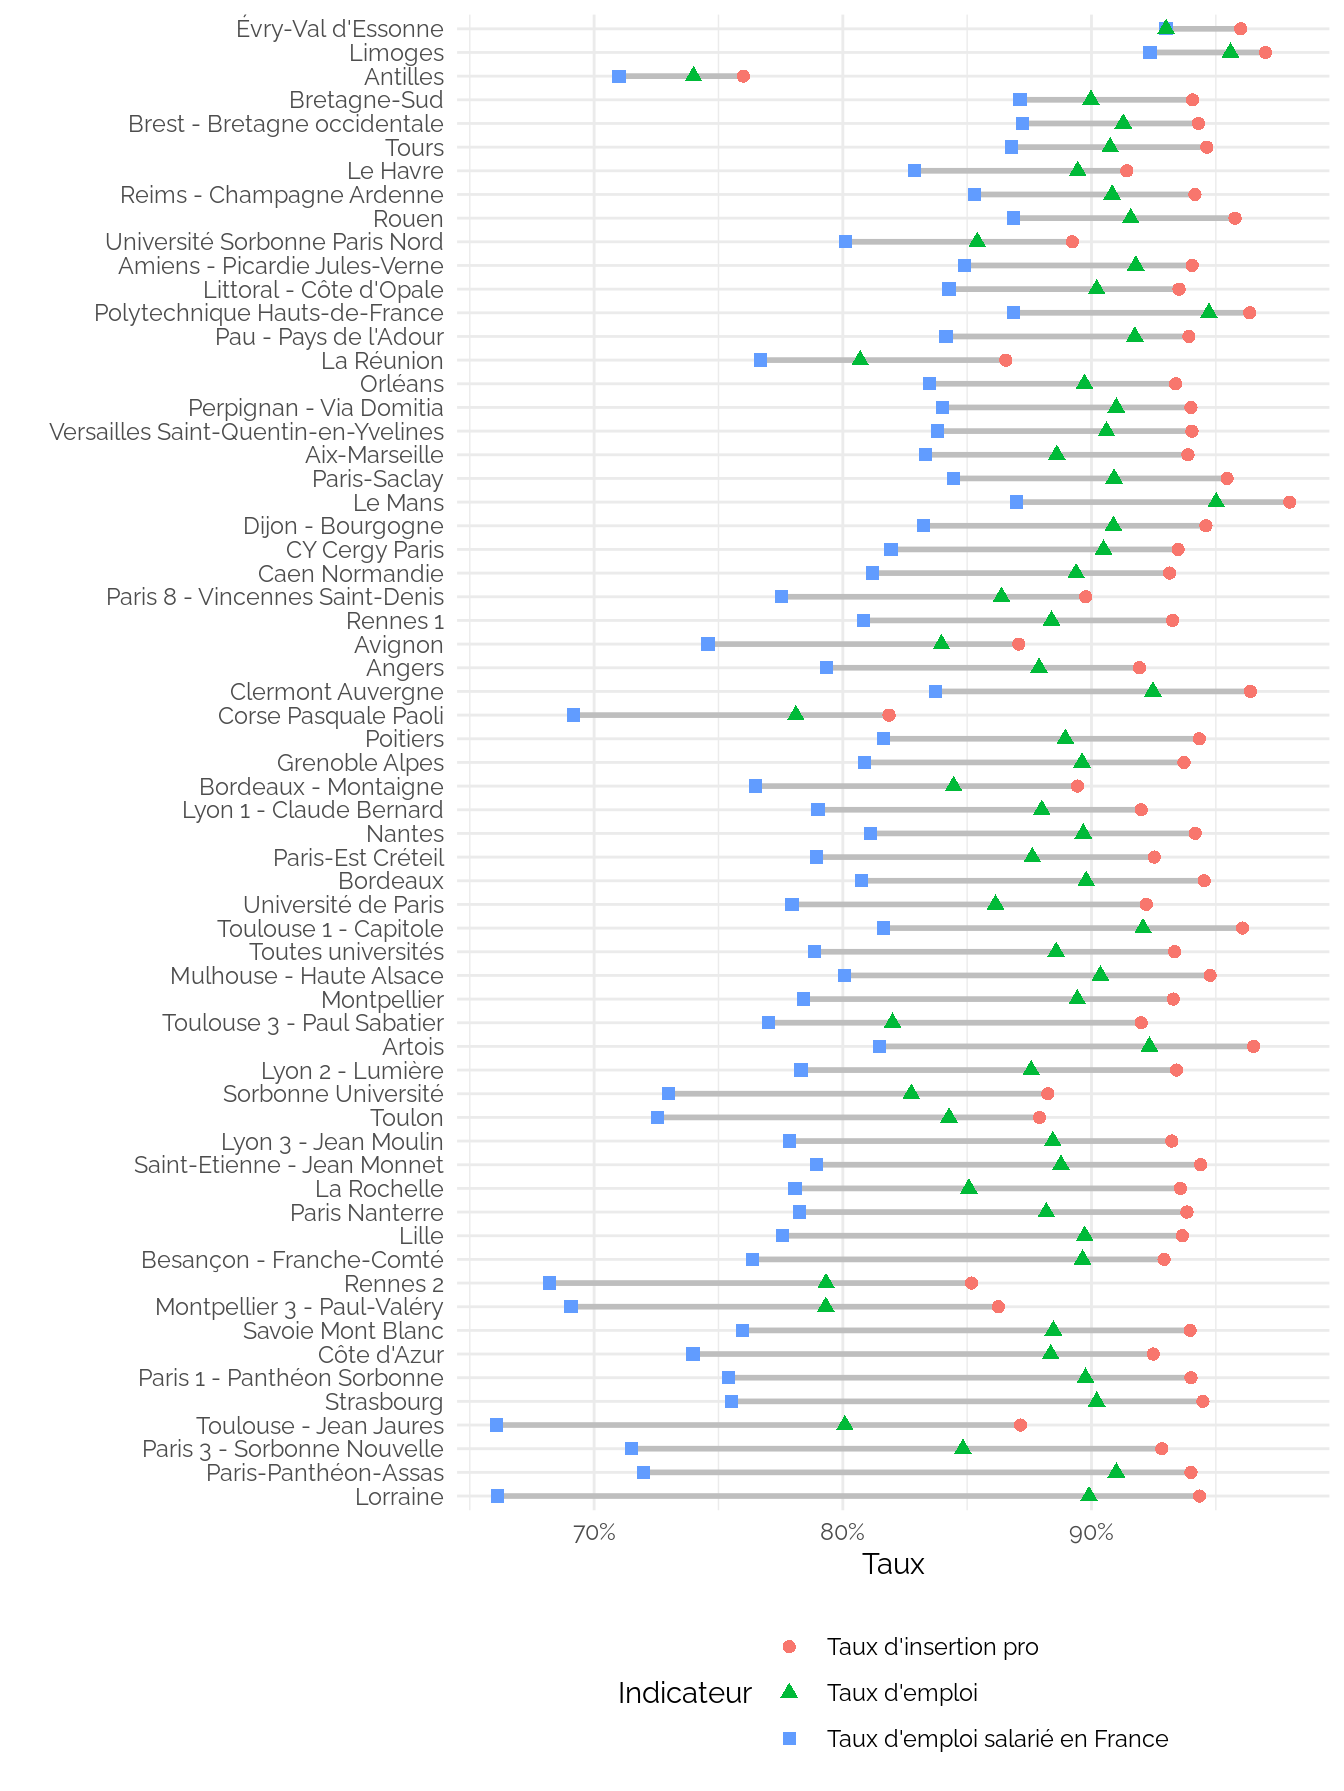 Évry-Val d'Essonne
Limoges
Antilles
Bretagne-Sud
Brest - Bretagne occidentale
Tours
Le Havre
Reims - Champagne Ardenne
Rouen
Université Sorbonne Paris Nord
Amiens - Picardie Jules-Verne
Littoral - Côte d'Opale
Polytechnique Hauts-de-France
Pau - Pays de l'Adour
La Réunion
Orléans
Perpignan - Via Domitia
Versailles Saint-Quentin-en-Yvelines
Aix-Marseille
Paris-Saclay
Le Mans
Dijon - Bourgogne
CY Cergy Paris
Caen Normandie
Paris 8 - Vincennes Saint-Denis
Rennes 1
Avignon
Angers
Clermont Auvergne
Corse Pasquale Paoli
Poitiers
Grenoble Alpes
Bordeaux - Montaigne
Lyon 1 - Claude Bernard
Nantes
Paris-Est Créteil
Bordeaux
Université de Paris
Toulouse 1 - Capitole
Toutes universités
Mulhouse - Haute Alsace
Montpellier
Toulouse 3 - Paul Sabatier
Artois
Lyon 2 - Lumière
Sorbonne Université
Toulon
Lyon 3 - Jean Moulin
Saint-Etienne - Jean Monnet
La Rochelle
Paris Nanterre
Lille
Besançon - Franche-Comté
Rennes 2
Montpellier 3 - Paul-Valéry
Savoie Mont Blanc
Côte d'Azur
Paris 1 - Panthéon Sorbonne
Strasbourg
Toulouse - Jean Jaures
Paris 3 - Sorbonne Nouvelle
Paris-Panthéon-Assas
Lorraine
70% 80% 90%
Taux
Indicateur
Taux d'insertion pro
Taux d'emploi
Taux d'emploi salarié en France